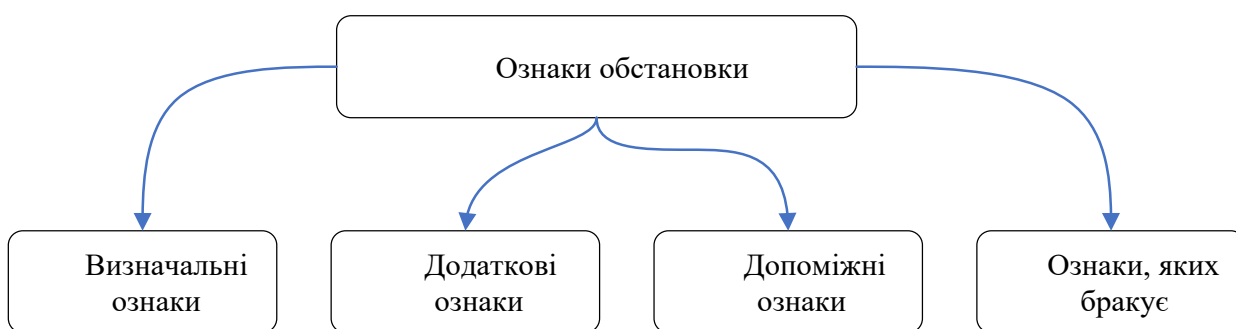 Ознаки обстановки
Визначальні
ознаки
Додаткові
ознаки
Допоміжні
ознаки
Ознаки, яких
бракує